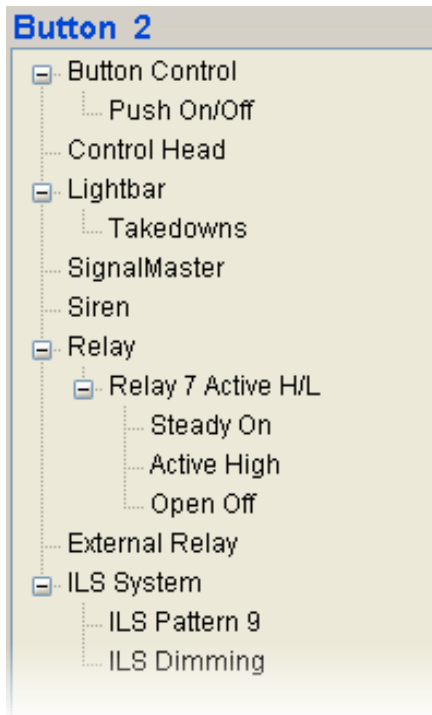 Button 2
Button Control
Push On/Off
Control Head
Lightbar
Takedowns
SignalMaster
Siren
Relay
Relay 7 Active H/L
Steady On
Active High
Open Off
External Relay
ILS System
ILS Pattern 9
ILS Dimming